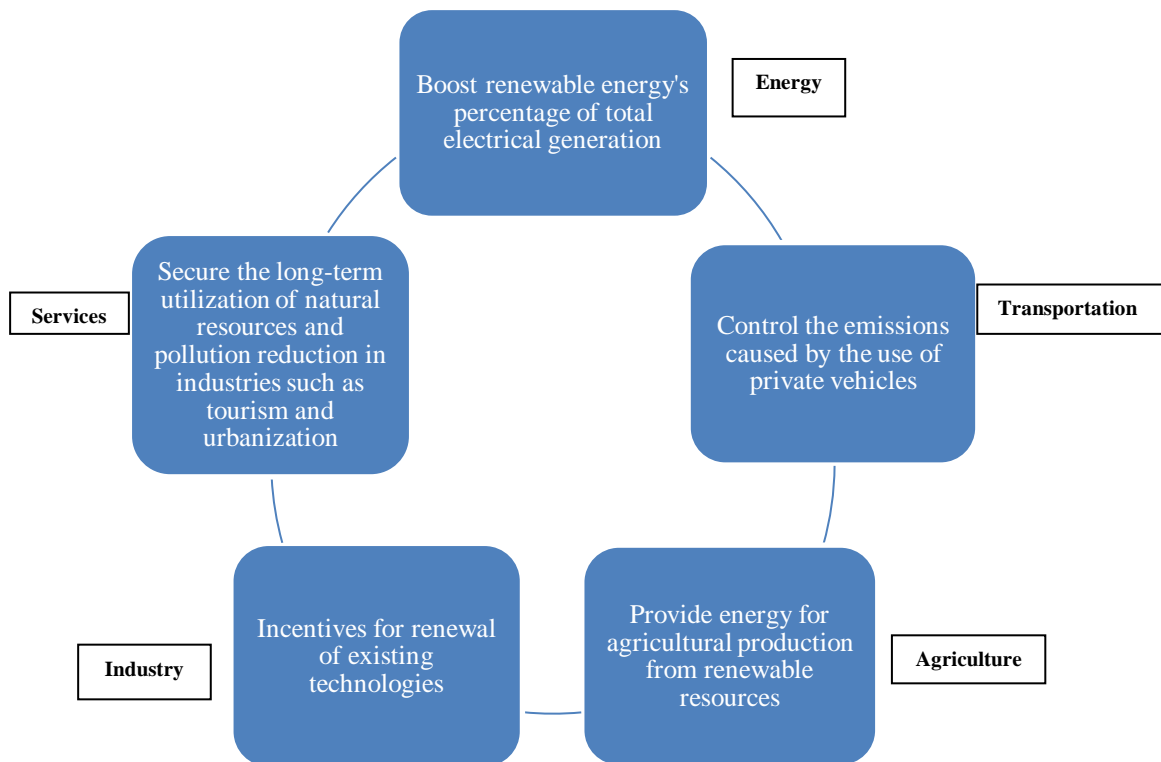 Boost renewable energy's
percentage of total
electrical generation
Energy
Control the emissions
caused by the use of
private vehicles
Transportation
Provide energy for
agricultural production
from renewable
resources
Agriculture
Incentives for renewal
of existing
technologies
Industry
Secure the long-term
utilization of natural
resources and
pollution reduction in
industries such as
tourism and
urbanization
Services